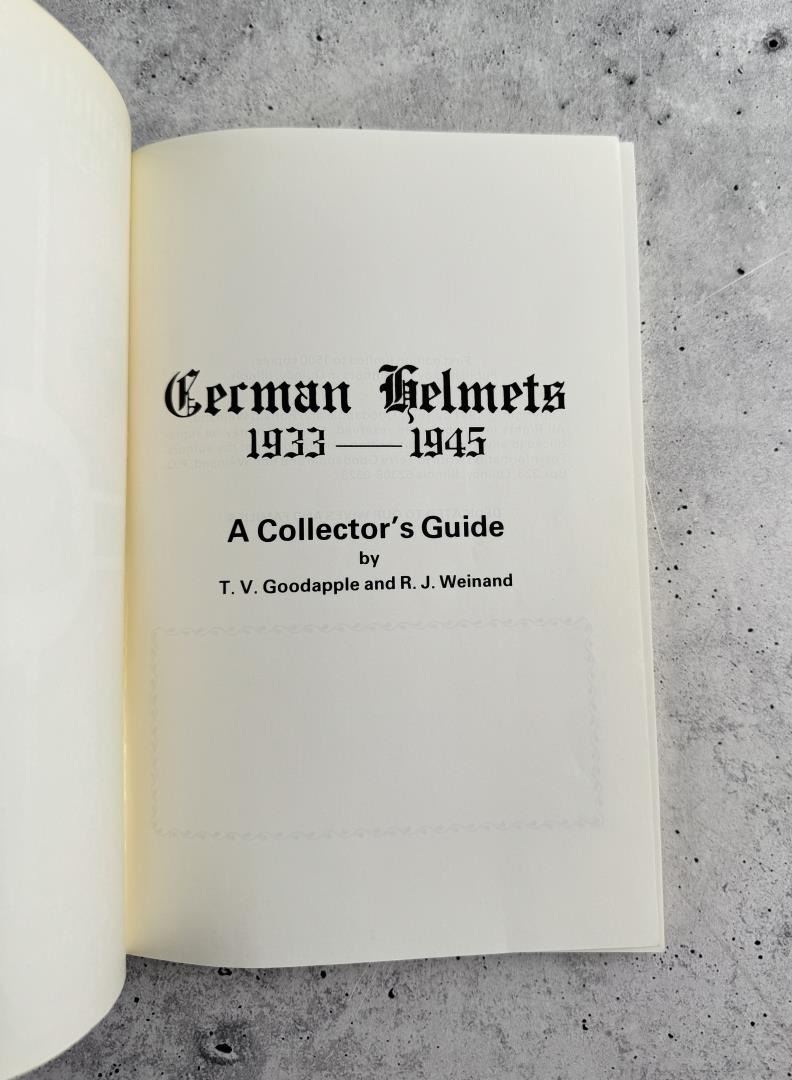 German Helmets
1933 — 1945
A Collector's Guide
by
T. V. Goodapple and R. J. Weinand